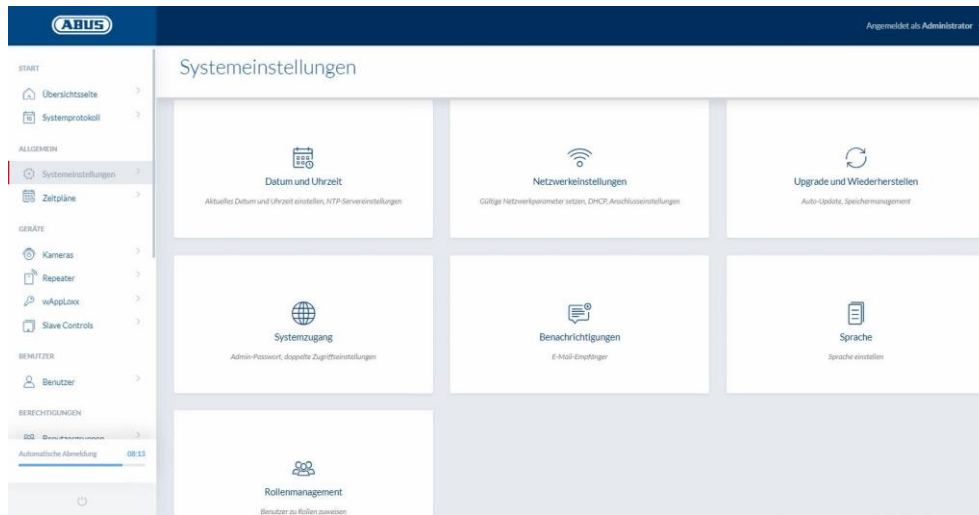 ABUS
Angemeldet als Administrator
START
Übersichtsseite
Systemprotokoll
ALLGEMEIN
Systemeinstellungen
Zeitpläne
GERÄTE
Kameras
Repeater
wAppLoxx
Slave Controls
BENUTZER
Benutzer
BERECHTIGUNGEN
Benutzergruppen
Automatische Abmeldung 08:13
Systemeinstellungen
Datum und Uhrzeit
Aktuelles Datum und Uhrzeit einstellen, NTP-Servereinstellungen
Netzwerkeinstellungen
Gültige Netzwerkparameter setzen, DHCP, Anschlusseinstellungen
Upgrade und Wiederherstellen
Auto-Update, Speichermanagement
Systemzugang
Admin-Passwort, doppelte Zugriffseinstellungen
Benachrichtigungen
E-Mail-Empfänger
Sprache
Sprache einstellen
Rollenmanagement
Benutzer zu Rollen zuweisen